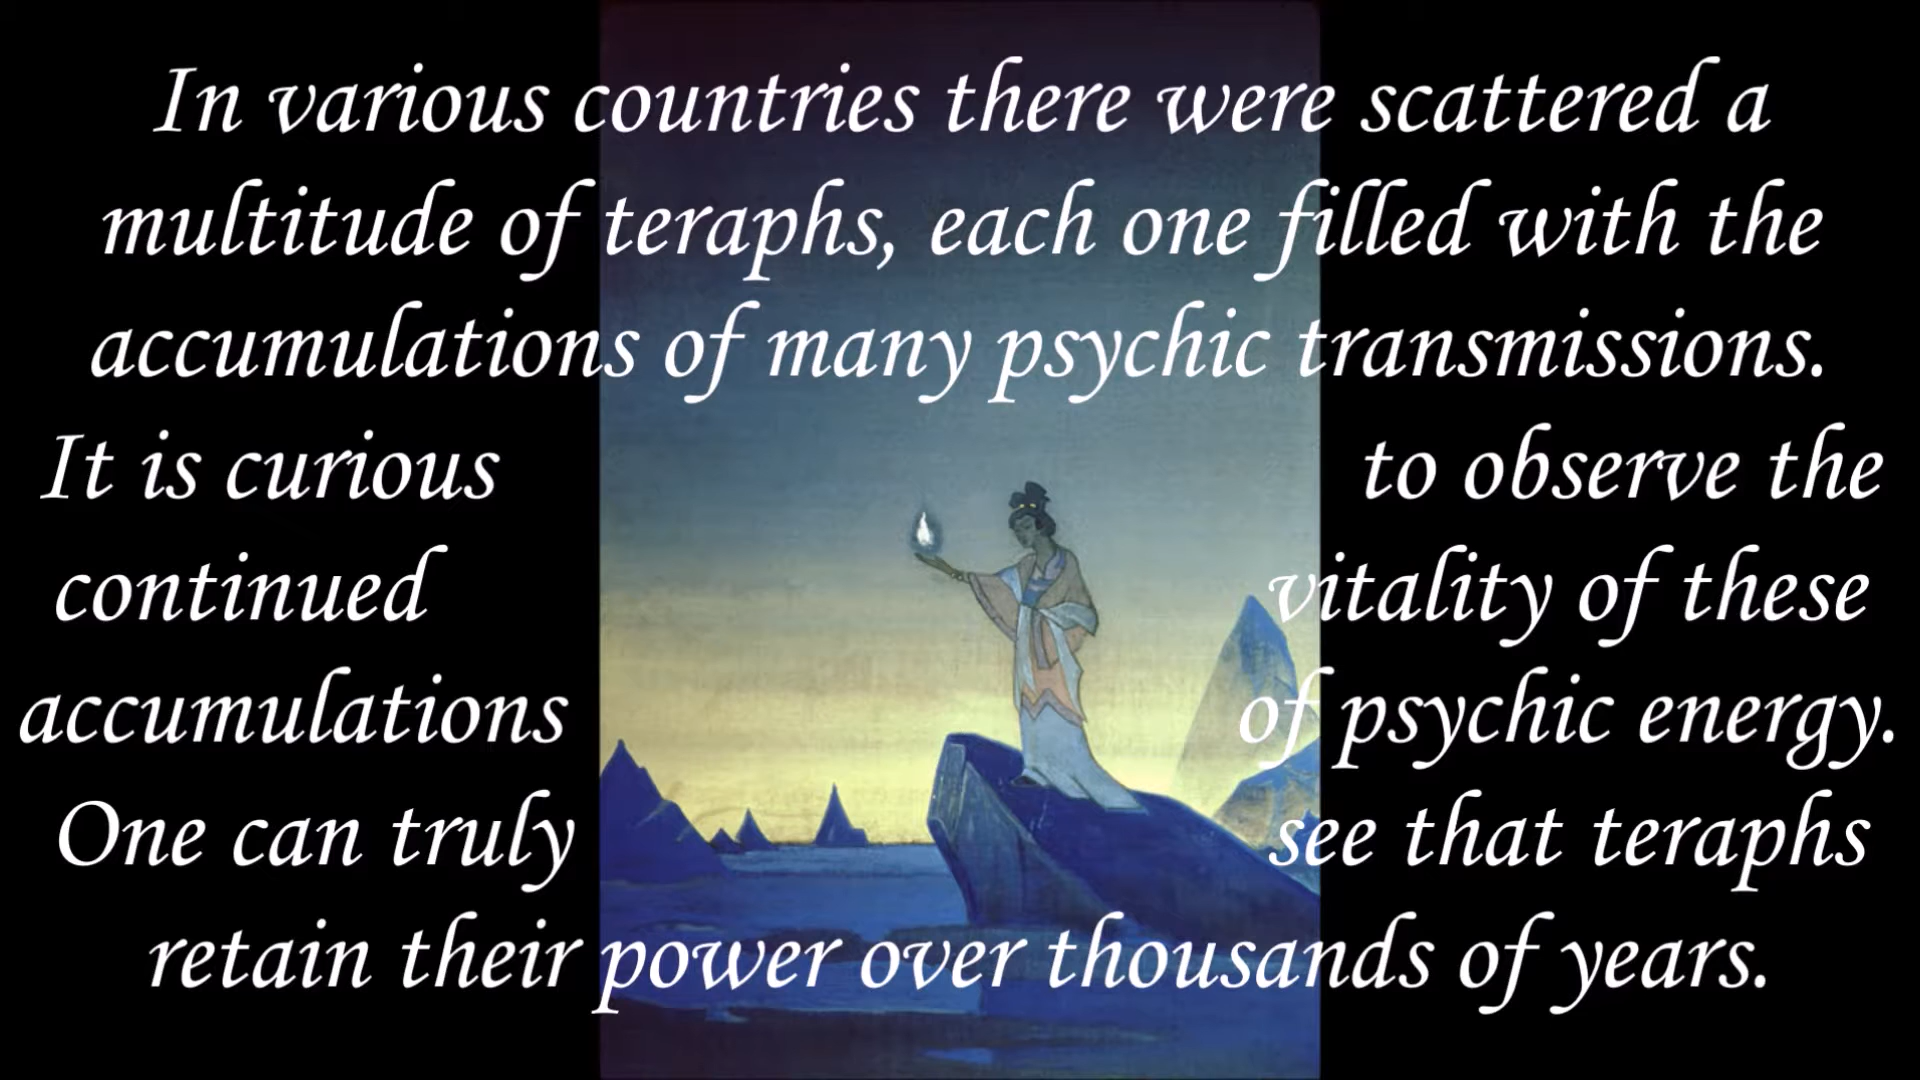 In various countries there were scattered a
multitude of teraphs, each one filled with the
accumulations of many psychic transmissions.
It is curious to observe the
continued vitality of these
accumulations of psychic energy.
One can truly see that teraphs
retain their power over thousands of years.